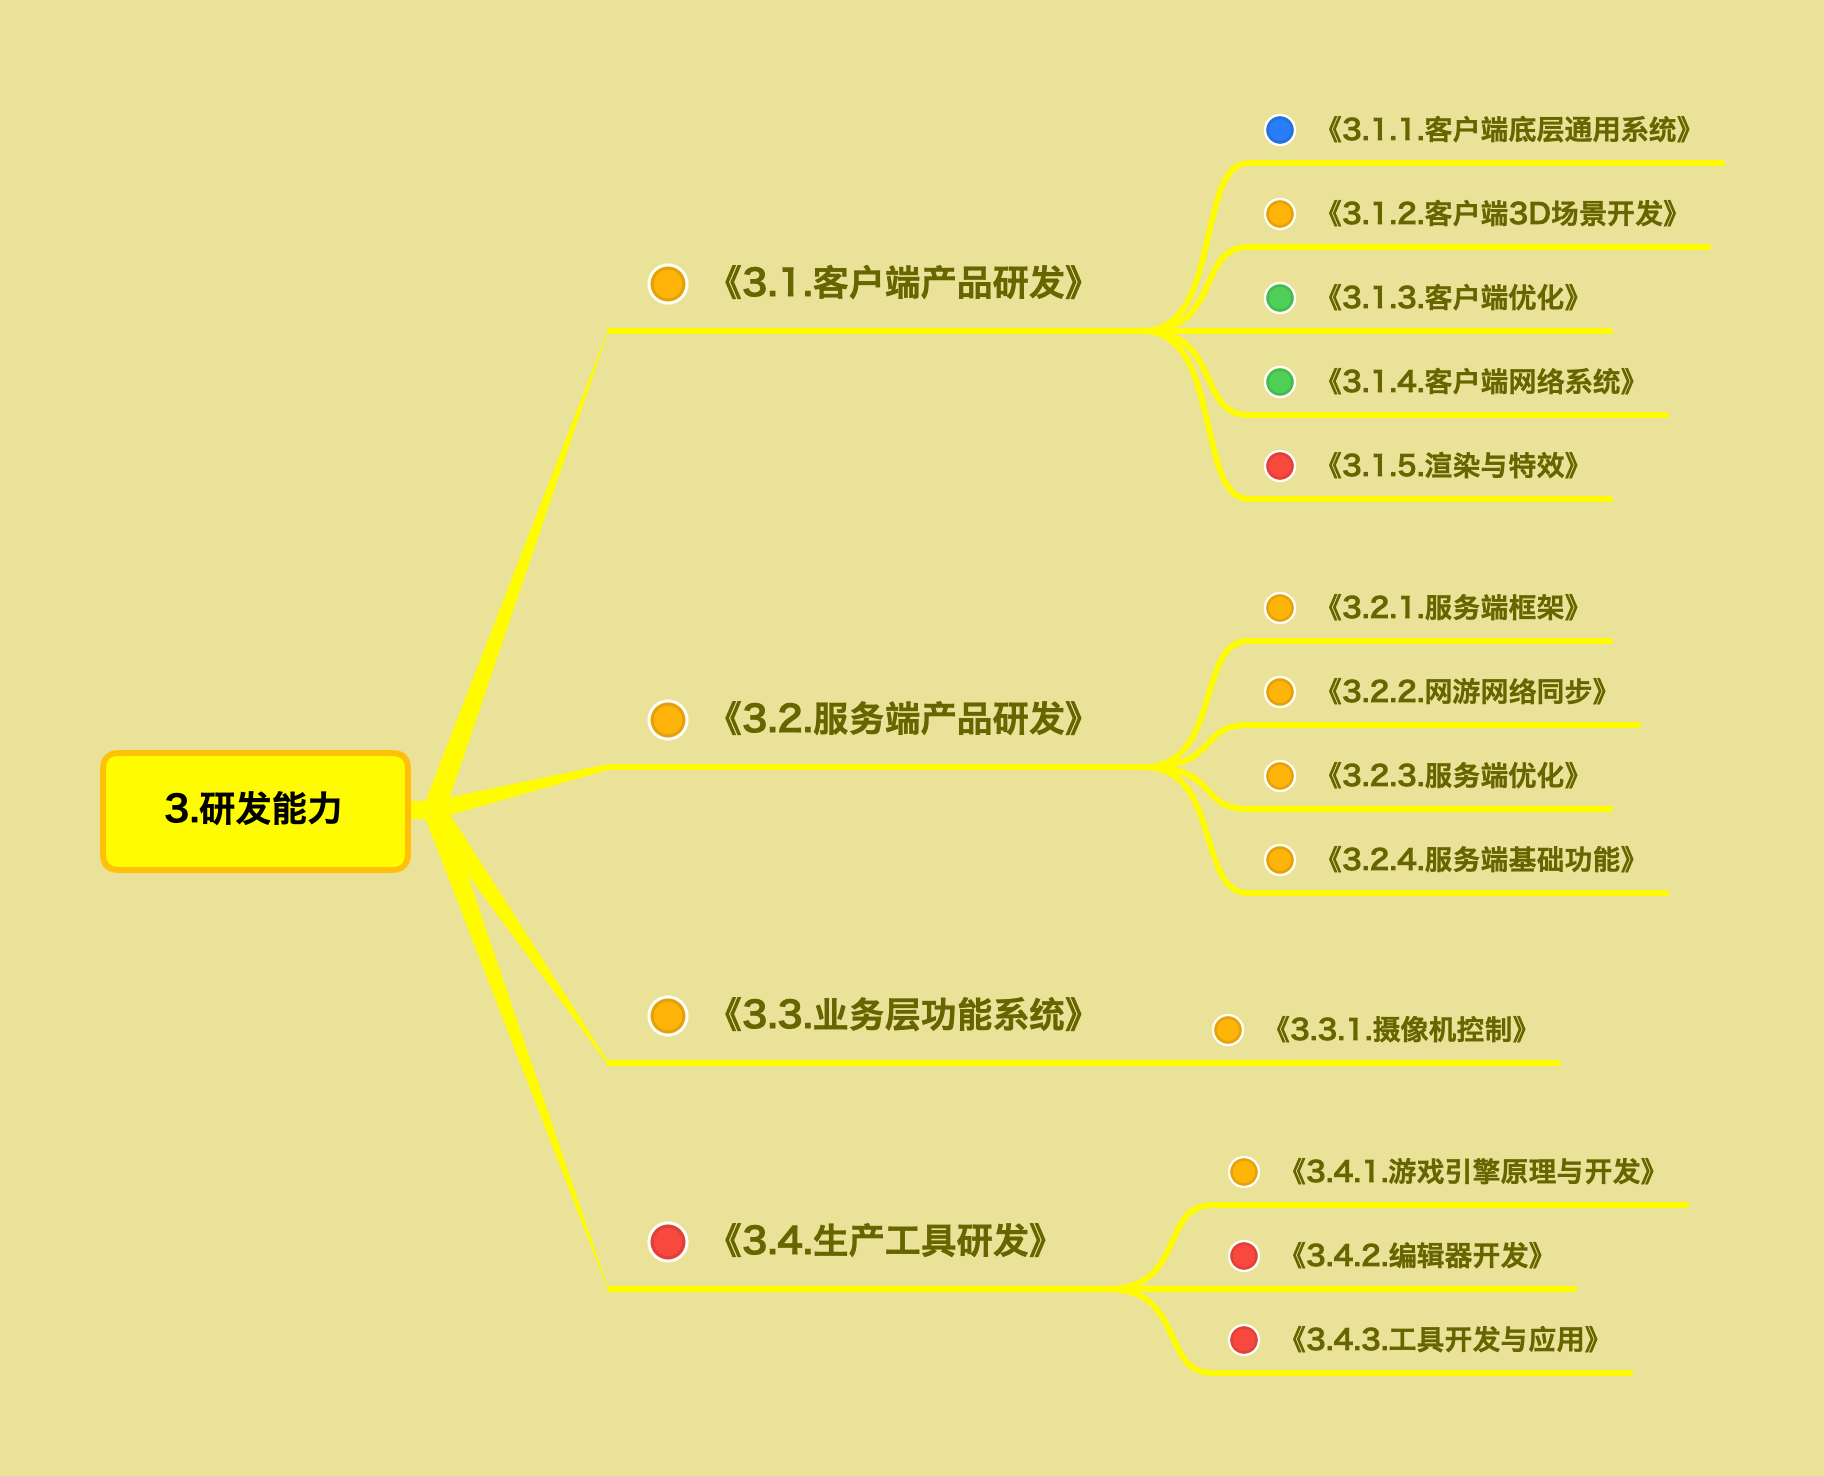 3.研发能力
《3.1.客户端产品研发》
《3.1.1.客户端底层通用系统》
《3.1.2.客户端3D场景开发》
《3.1.3.客户端优化》
《3.1.4.客户端网络系统》
《3.1.5.渲染与特效》
《3.2.服务端产品研发》
《3.2.1.服务端框架》
《3.2.2.网游网络同步》
《3.2.3.服务端优化》
《3.2.4.服务端基础功能》
《3.3.业务层功能系统》
《3.3.1.摄像机控制》
《3.4.生产工具研发》
《3.4.1.游戏引擎原理与开发》
《3.4.2.编辑器开发》
《3.4.3.工具开发与应用》